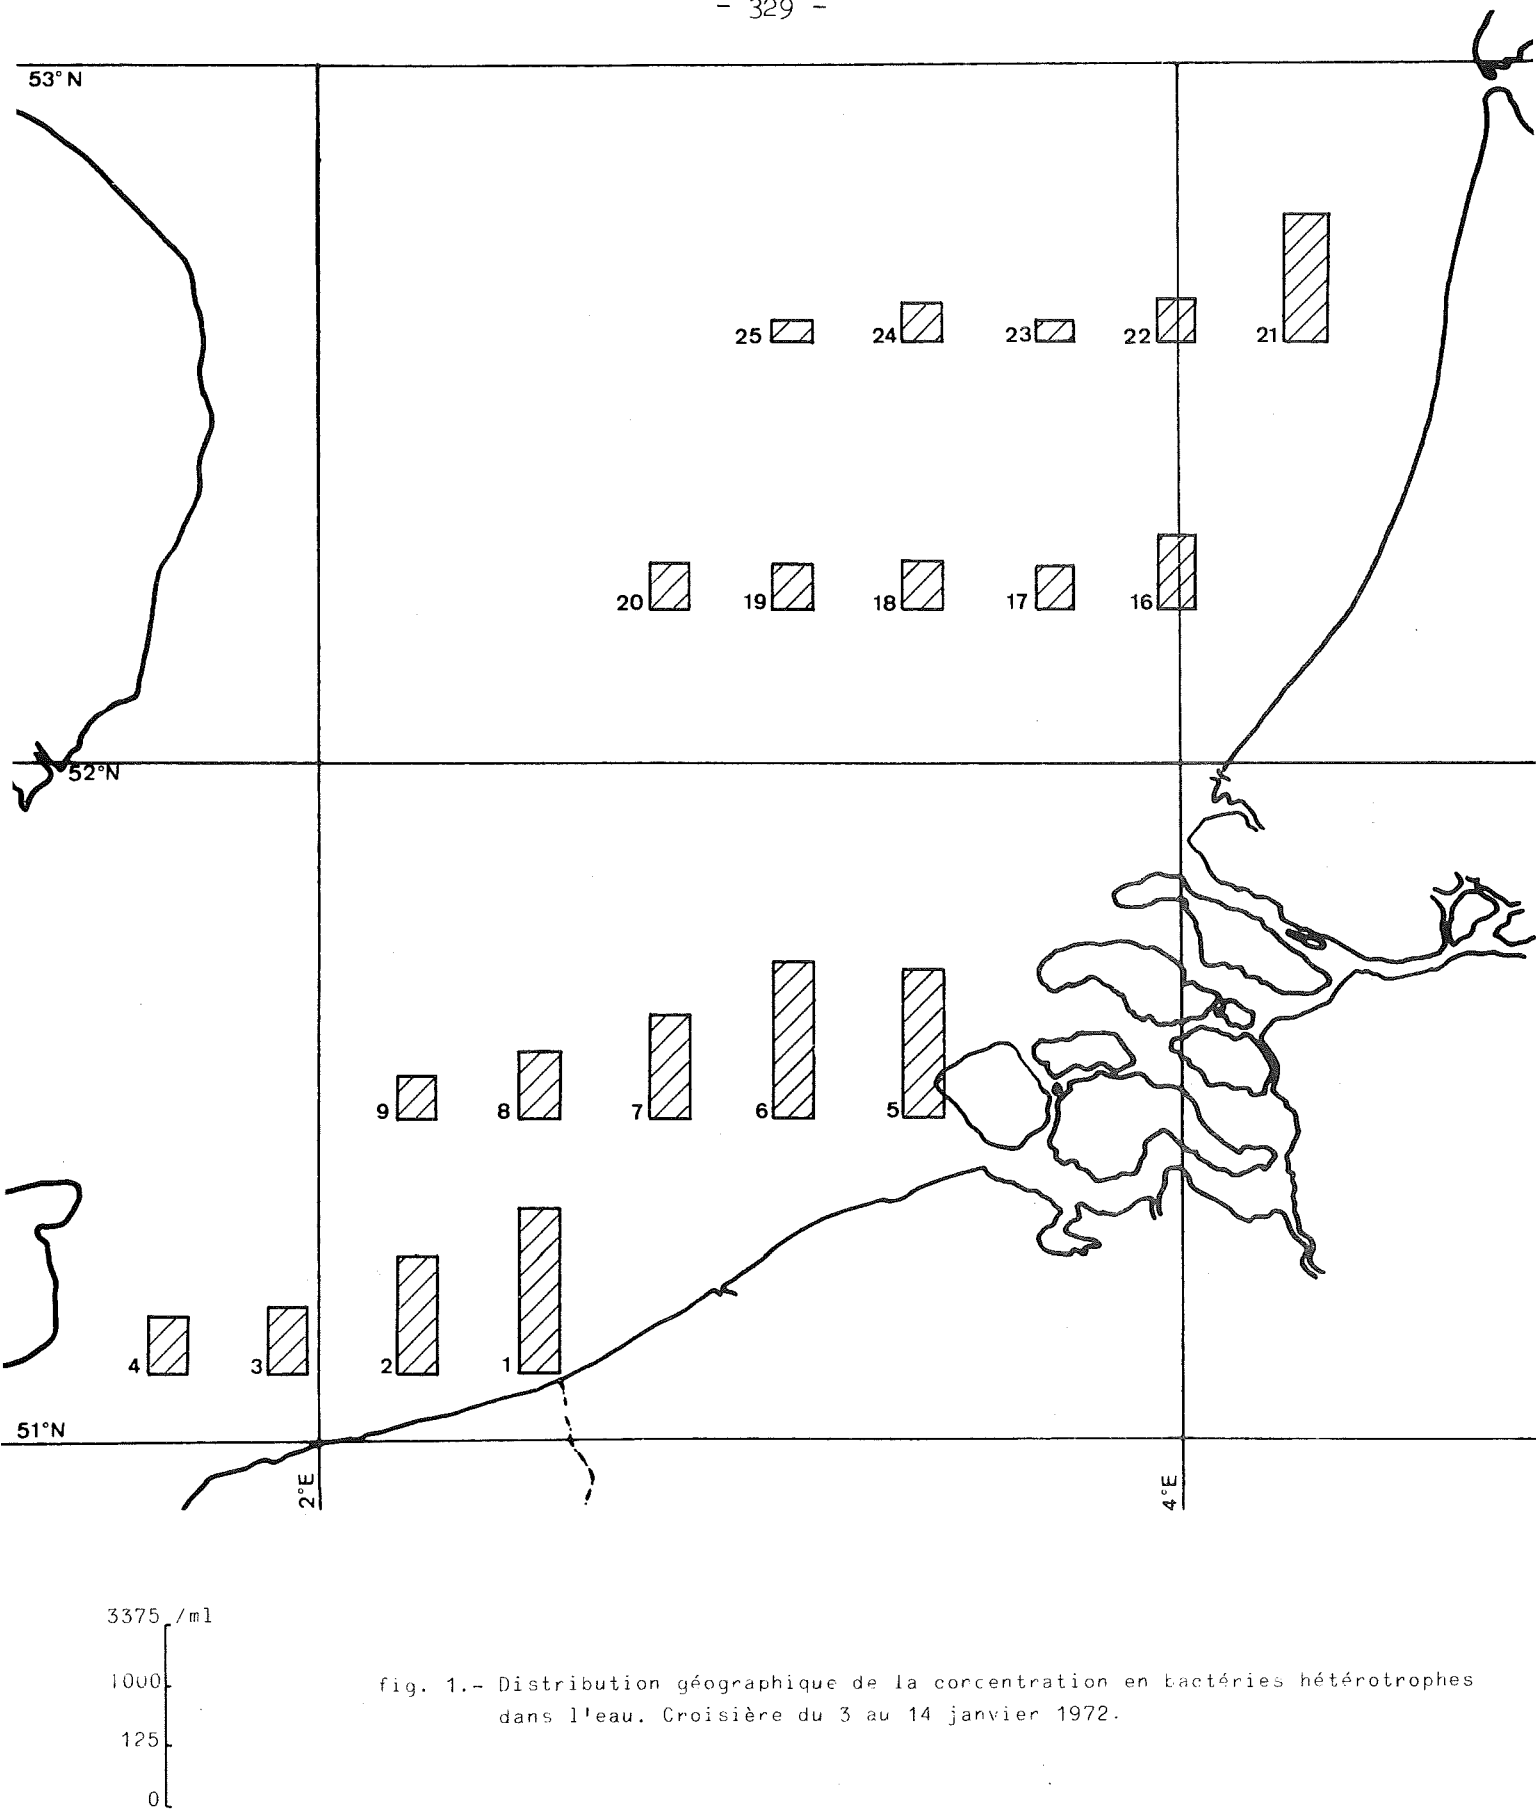 - 329 -
53° N
25
24
23
22
21
20
19
18
17
16
52°N
9
8
7
6
5
4
3
2
1
51°N
2°E
4°E
3375 /ml
1000
125
0
fig. 1.- Distribution géographique de la concentration en bactéries hétérotrophes
dans l'eau. Croisière du 3 au 14 janvier 1972.